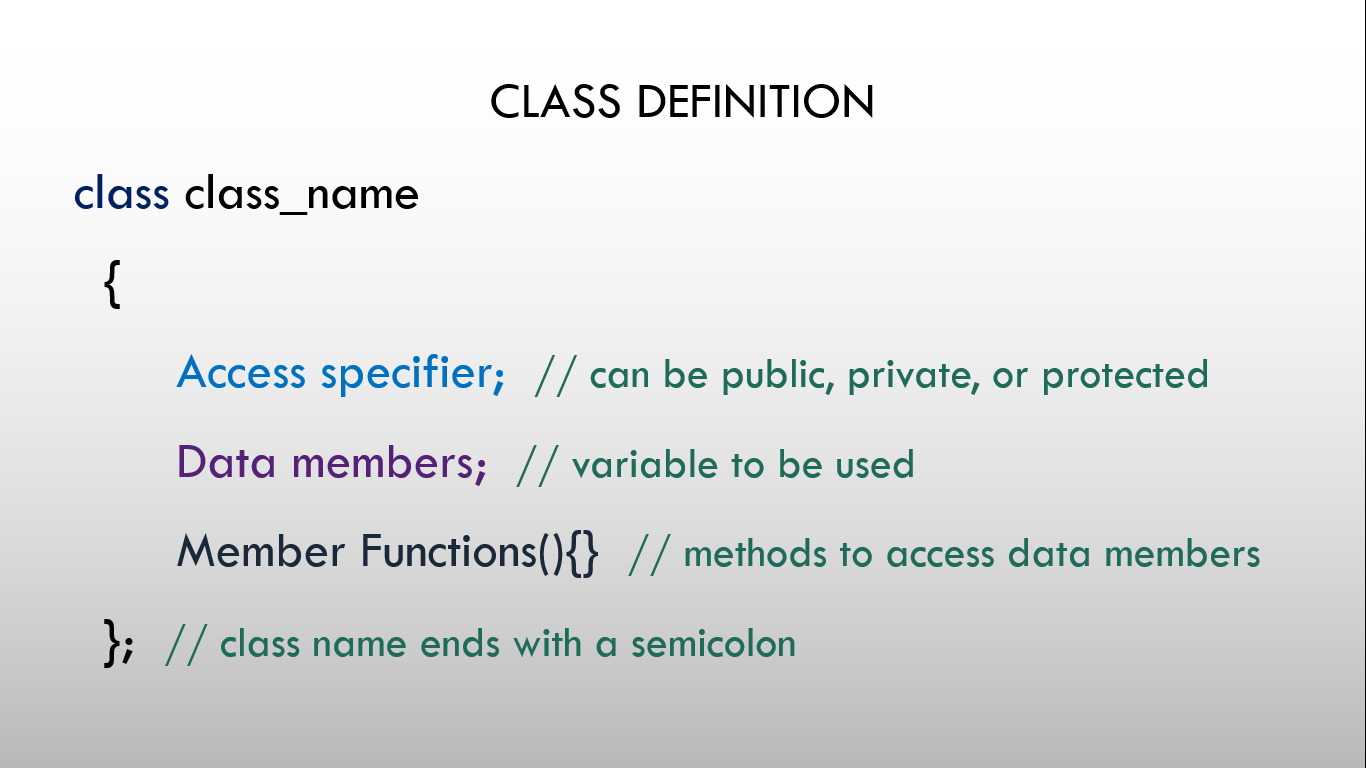 CLASS DEFINITION
class class_name
{
Access specifier; // can be public, private, or protected
Data members; // variable to be used
Member Functions(){} // methods to access data members
}; // class name ends with a semicolon